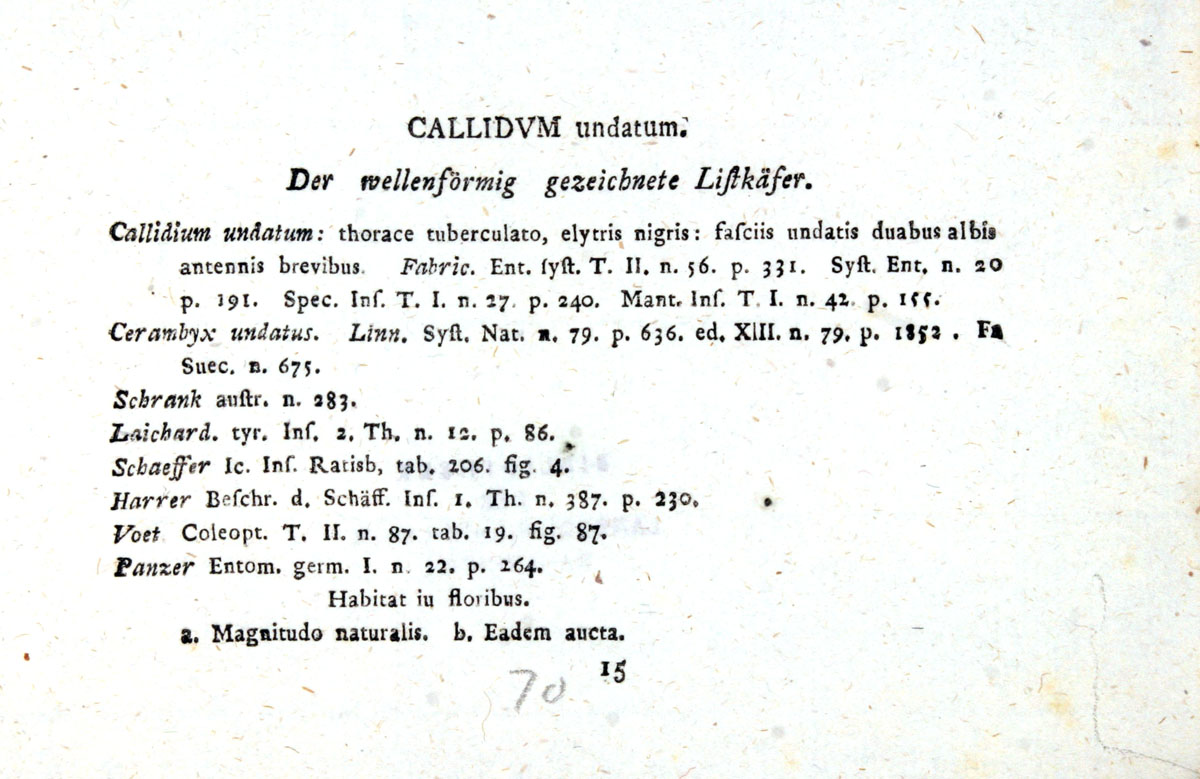 CALLIDVM undatum.
Der wellenförmig gezeichnete Liſtkäfer.
Callidium undatum: thorace tuberculato, elytris nigris: faſciis undatis duabus albis
antennis brevibus. Fabric. Ent. ſyſt. T. II. n. 56. p. 331. Syſt. Ent. n. 20
p. 191. Spec. Inſ. T. I. n. 27. p. 240. Mant. Inſ. T. I. n. 42. p. 155.
Cerambyx undatus. Linn. Syſt. Nat. n. 79. p. 636. ed. XIII. n. 79. p. 1852. Fa
Suec. n. 675.
Schrank auſtr. n. 283.
Laichard. tyr. Inſ. 2. Th. n. 12. p. 86.
Schaeffer Ic. Inſ. Ratisb, tab. 206. fig. 4.
Harrer Beſchr. d. Schäff. Inſ. 1. Th. n. 387. p. 230.
Voet Coleopt. T. II. n. 87. tab. 19. fig. 87.
Panzer Entom. germ. I. n. 22. p. 264.
Habitat iu floribus.
a. Magnitudo naturalis. b. Eadem aucta.
15
70